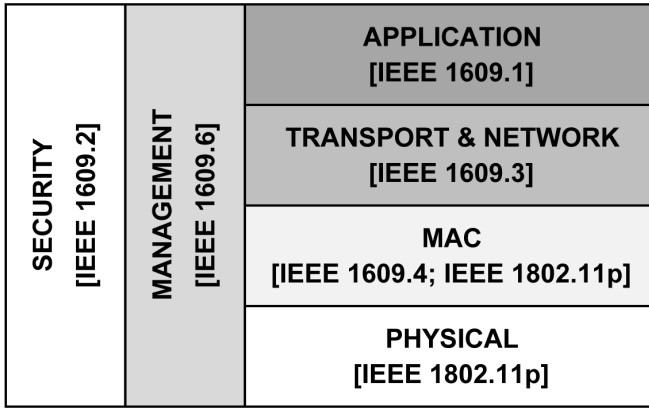 SECURITY
[IEEE 1609.2]
MANAGEMENT
[IEEE 1609.6]
APPLICATION
[IEEE 1609.1]
TRANSPORT & NETWORK
[IEEE 1609.3]
MAC
[IEEE 1609.4; IEEE 1802.11p]
PHYSICAL
[IEEE 1802.11p]